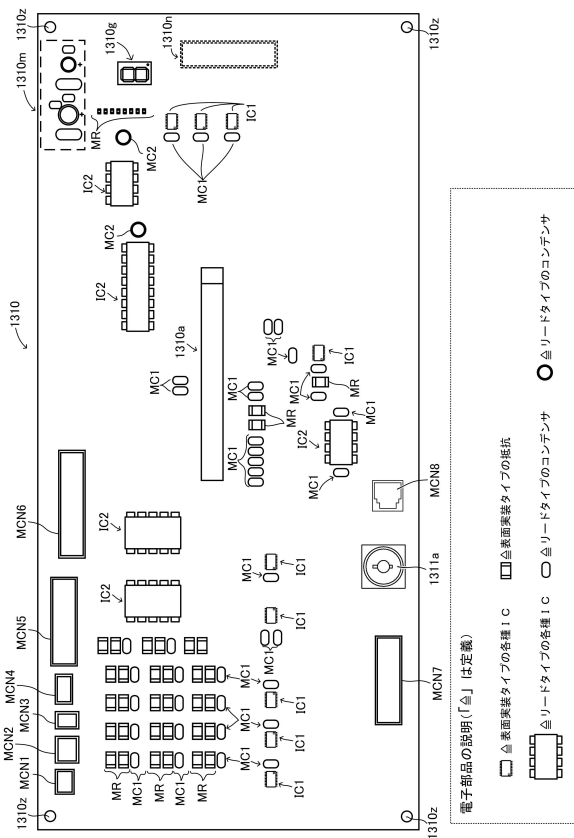 1310
MCN1
MCN2
MCN3
MCN4
MCN5
MCN6
1310m
1310z
1310z
1310g
1310n
MR
MC2
IC2
MC2
IC2
IC1
MC1
1310a
MC1
MC1
MC1
IC1
MC1
MR
MC1
MR
IC2
MC1
MC1
IC2
IC2
MC1
IC1
IC1
MC1
MC1
MC1
MC1
MC1
IC1
IC1
IC1
MR
MC1
MR
MC1
MR
1310z
1310z
MCN7
1311a
MCN8
電子部品の説明(「≙」は定義)
≙表面実装タイプの各種IC
≙表面実装タイプの抵抗
≙リードタイプの各種IC
≙リードタイプのコンデンサ
≙リードタイプのコンデンサ